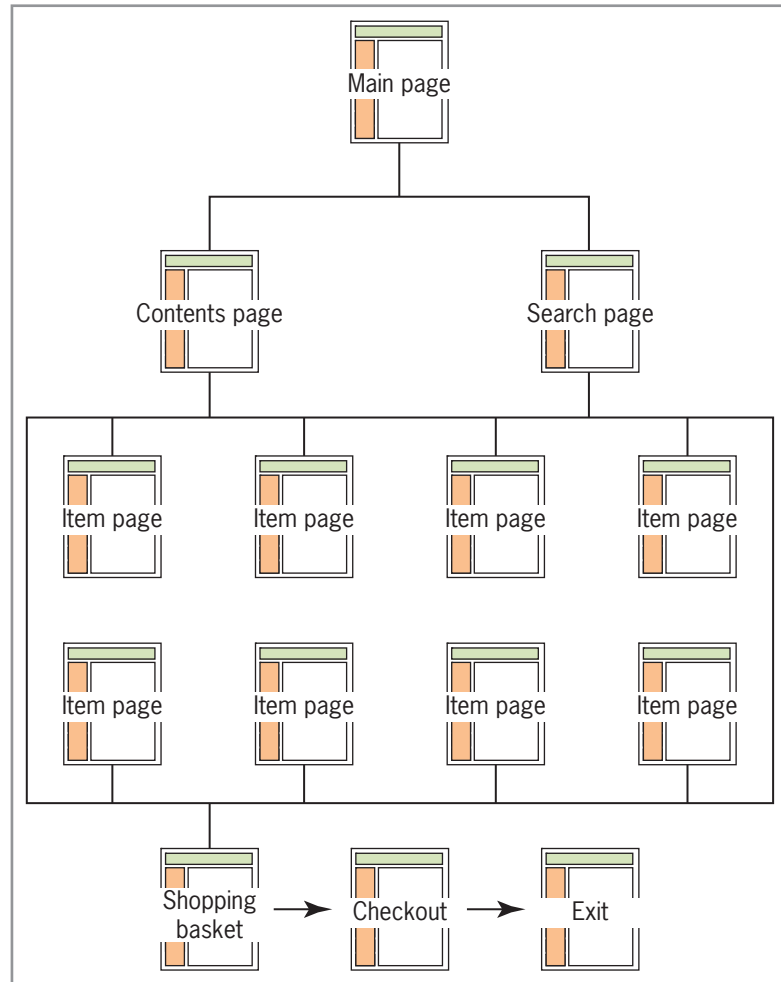 Main page
Contents page
Search page
Item page
Item page
Item page
Item page
Item page
Item page
Item page
Item page
Shopping
basket
Checkout
Exit